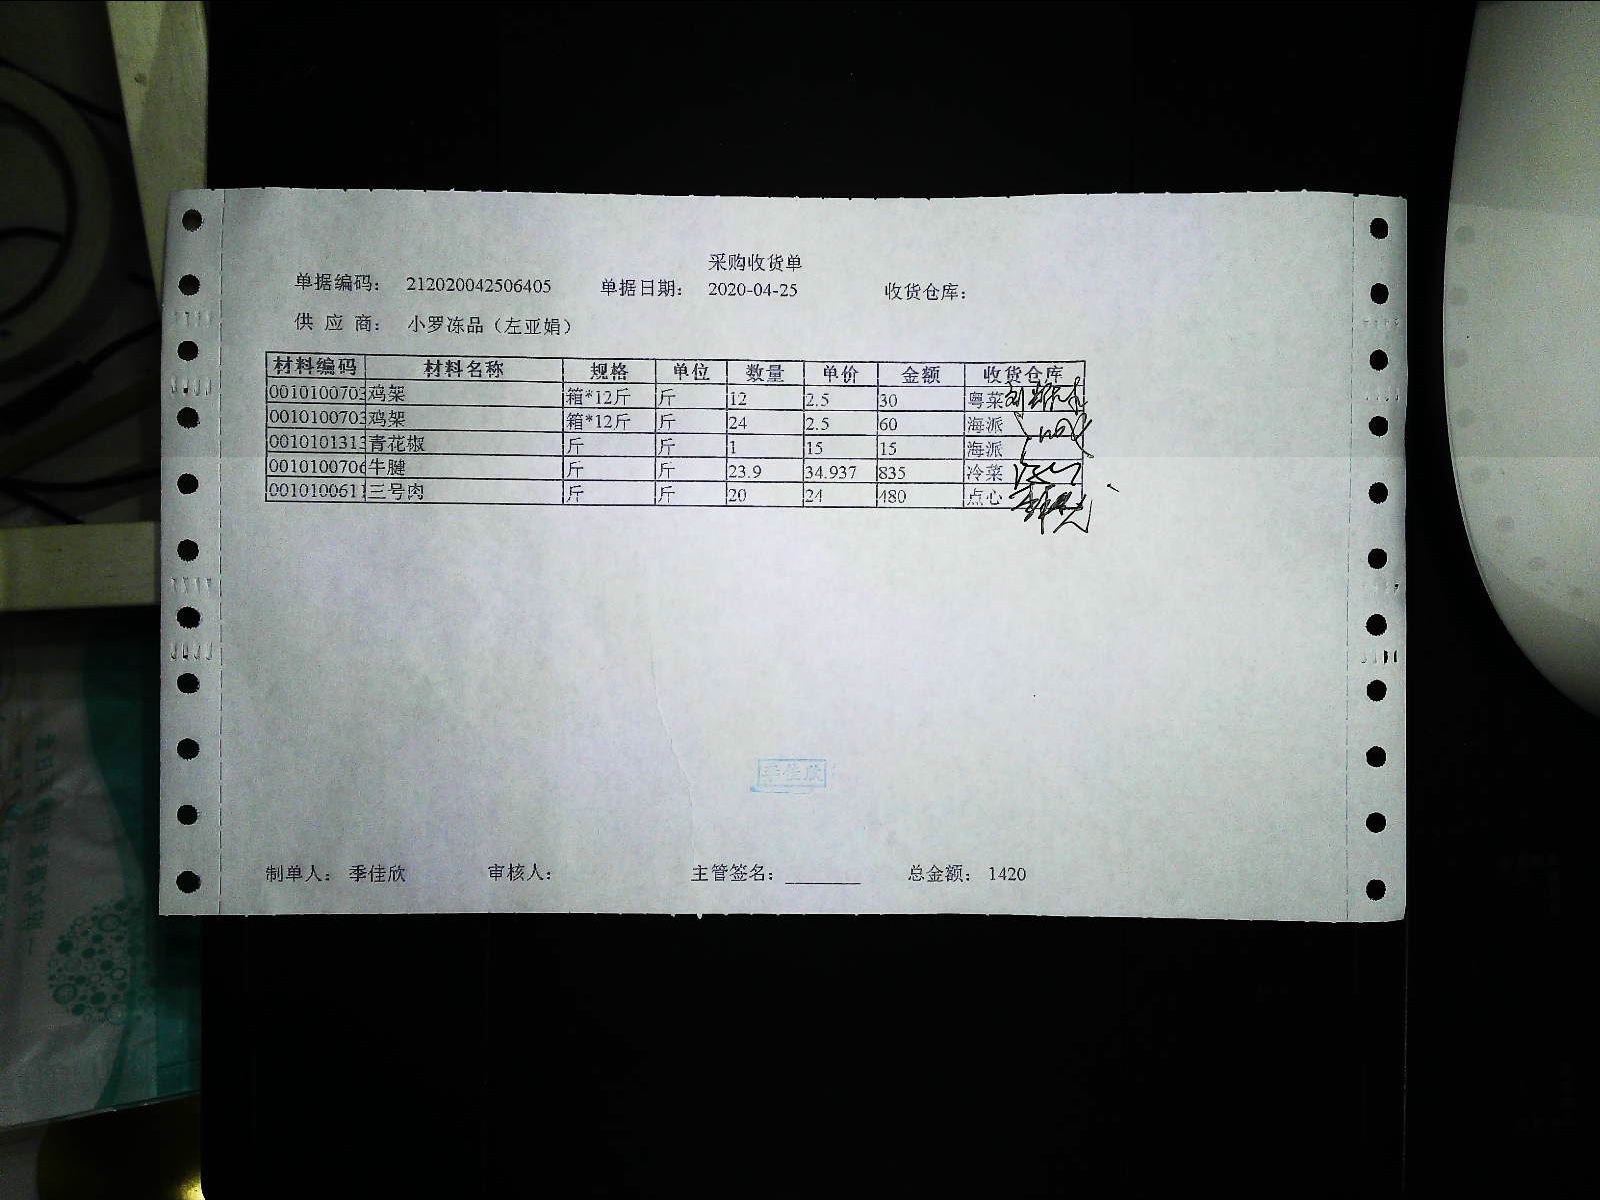 采购收货单
单据编码： 212020042506405 单据日期： 2020-04-25 收货仓库：
供 应 商： 小罗冻品（左亚娟）
材料编码 材料名称 规格 单位 数量 单价 金额 收货仓库
0010100703 鸡架 箱*12斤 斤 12 2.5 30 粤菜
0010100703 鸡架 箱*12斤 斤 24 2.5 60 海派
0010101313 青花椒 斤 斤 1 15 15 海派
0010100706 牛腱 斤 斤 23.9 34.937 835 冷菜
0010100611 三号肉 斤 斤 20 24 480 点心
季佳欣
制单人： 季佳欣 审核人： 主管签名：________ 总金额： 1420